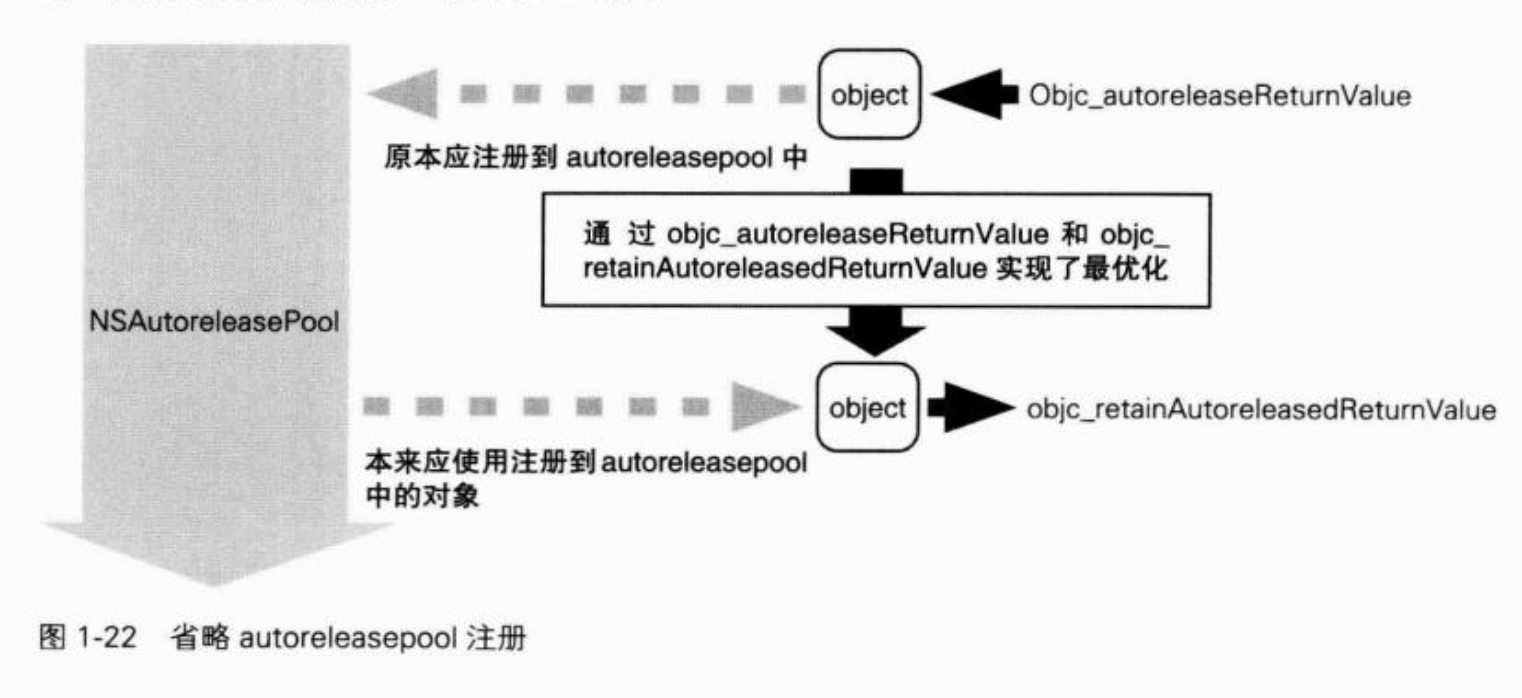 object
Objc_autoreleaseReturnValue
原本应注册到 autoreleasepool 中
通 过 objc_autoreleaseReturnValue 和 objc_
retainAutoreleasedReturnValue 实现了最优化
NSAutoreleasePool
object
objc_retainAutoreleasedReturnValue
本来应使用注册到 autoreleasepool
中的对象
图 1-22 省略 autoreleasepool 注册